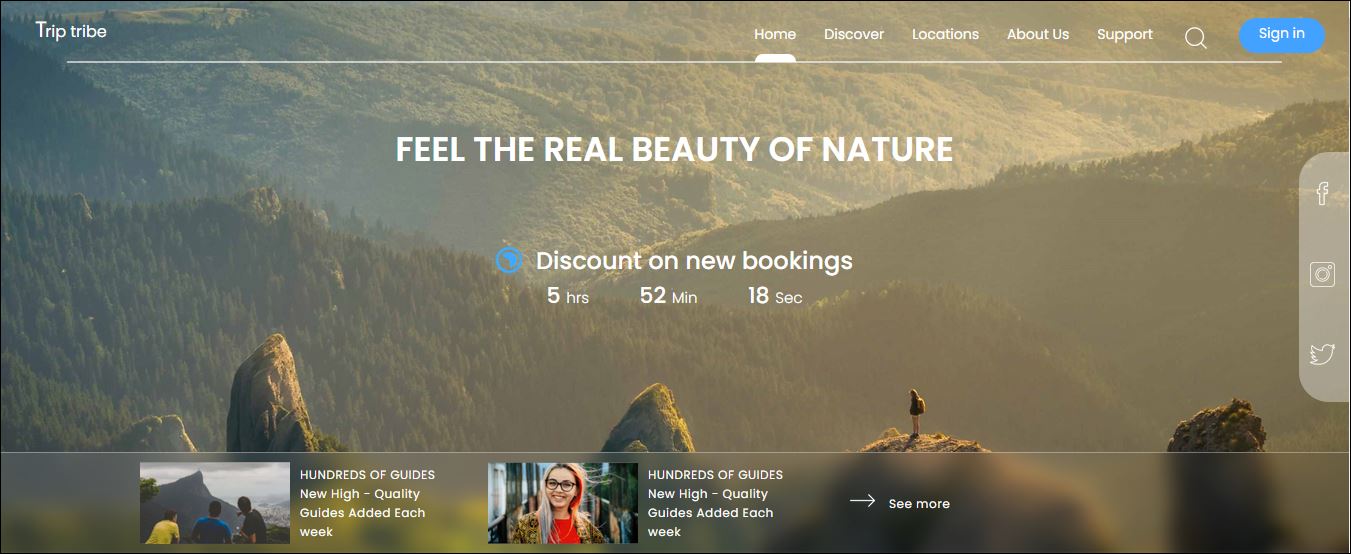 Trip tribe
Home Discover Locations About Us Support Sign in
FEEL THE REAL BEAUTY OF NATURE
Discount on new bookings
5 hrs 52 Min 18 Sec
HUNDREDS OF GUIDES
New High - Quality
Guides Added Each
week
HUNDREDS OF GUIDES
New High - Quality
Guides Added Each
week
See more